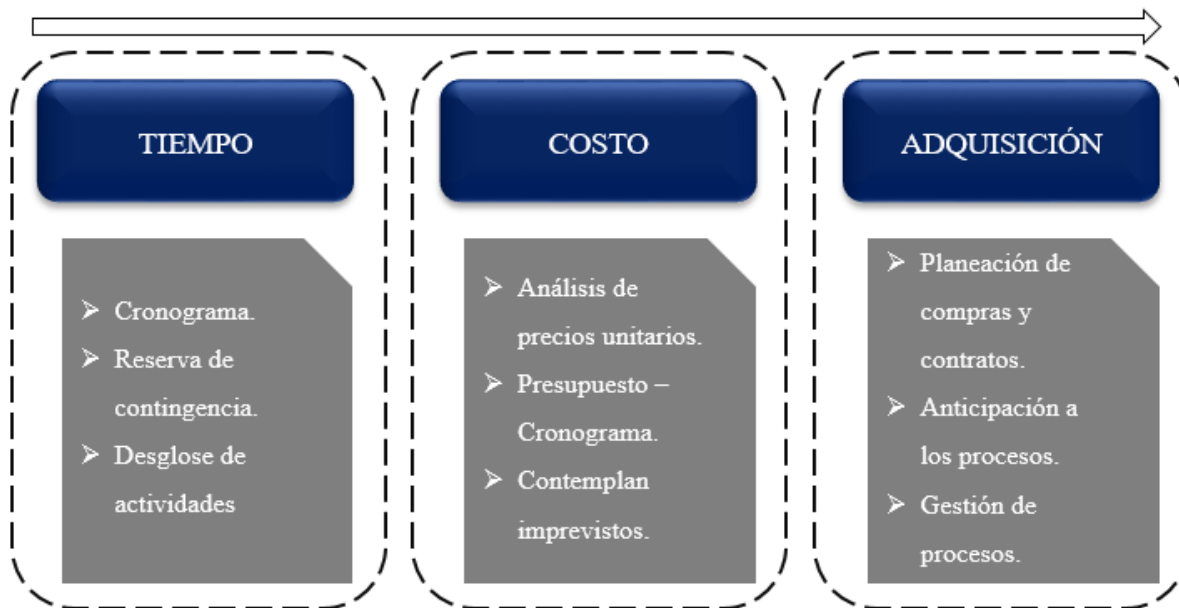 TIEMPO
➢ Cronograma.
➢ Reserva de
contingencia.
➢ Desglose de
actividades
COSTO
➢ Análisis de
precios unitarios.
➢ Presupuesto –
Cronograma.
➢ Contemplan
imprevistos.
ADQUISICIÓN
➢ Planeación de
compras y
contratos.
➢ Anticipación a
los procesos.
➢ Gestión de
procesos.